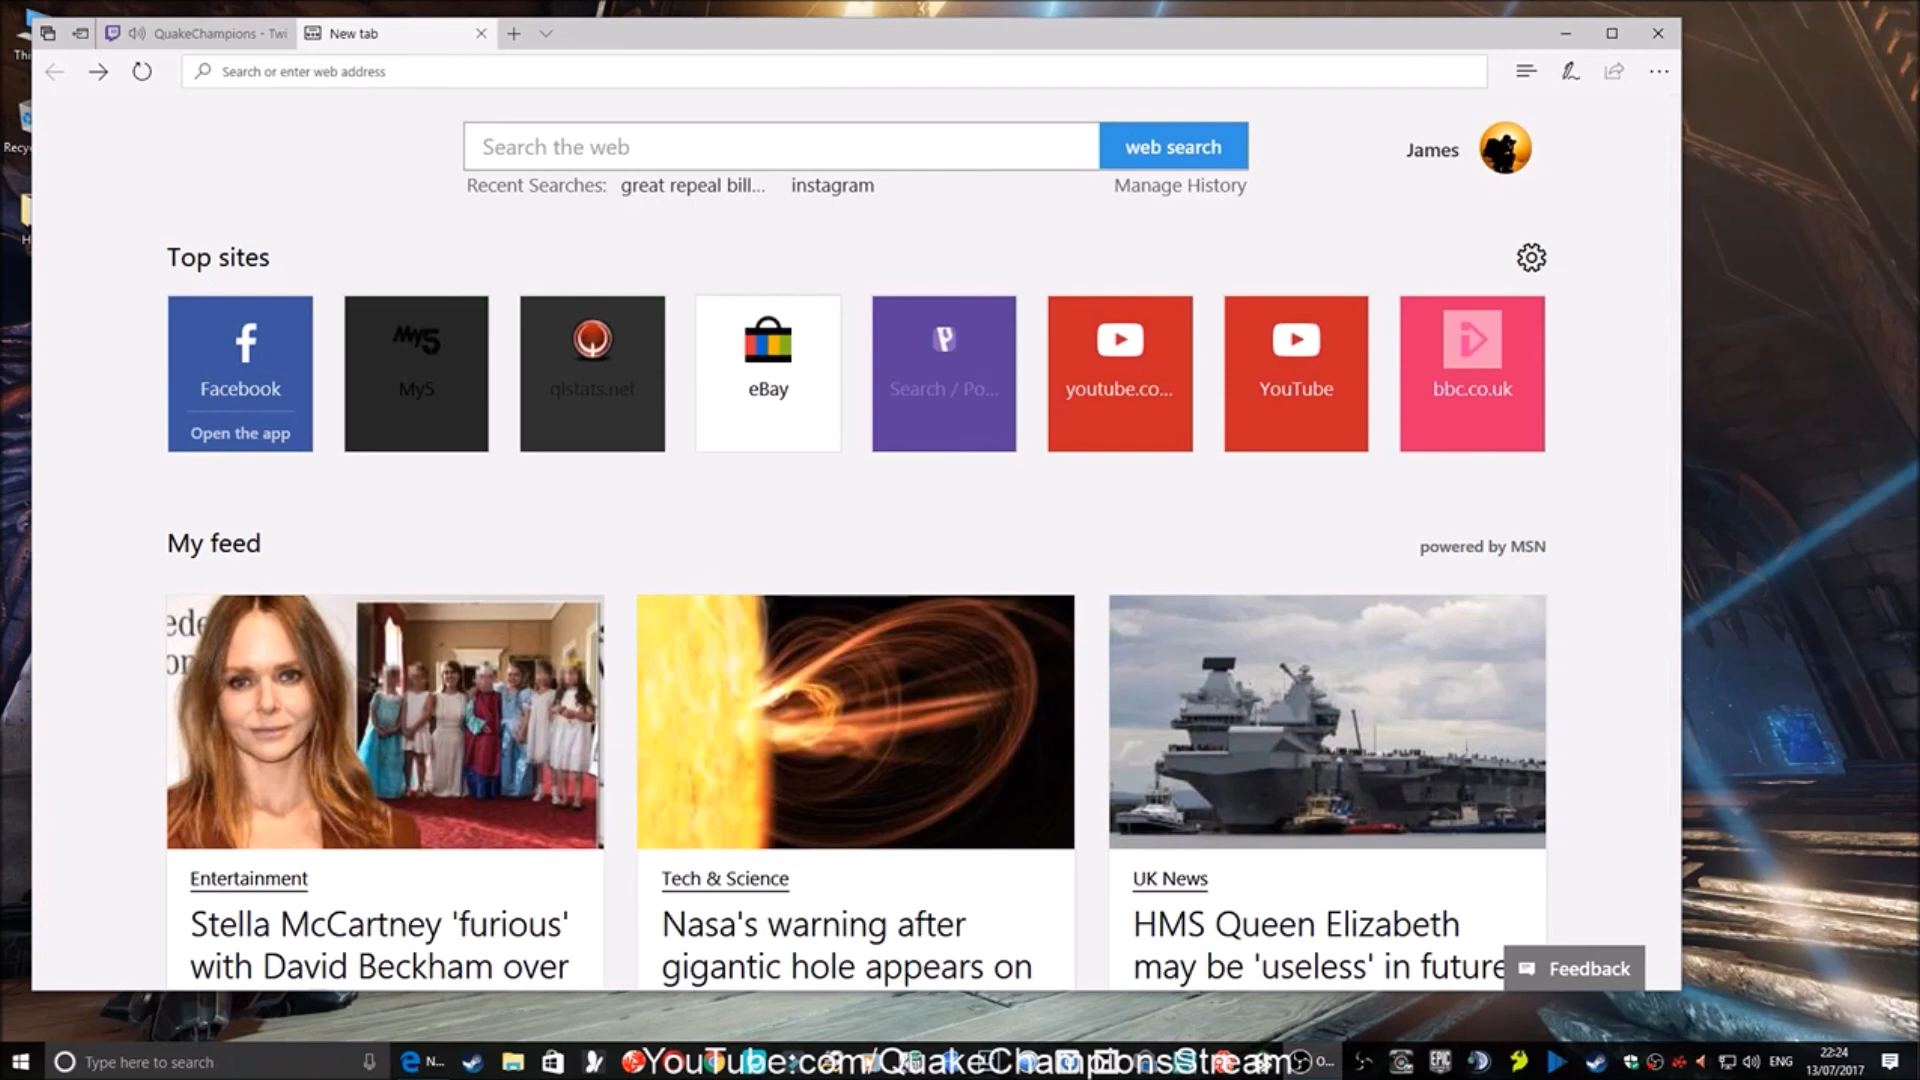 QuakeChampions - Twi
New tab
Search or enter web address
Search the web
web search
James
Recent Searches: great repeal bill... instagram
Manage History
Top sites
Facebook
Open the app
My5
My5
qlstats.net
eBay
Search / Po...
youtube.co...
YouTube
bbc.co.uk
My feed
powered by MSN
Entertainment
Stella McCartney 'furious'
with David Beckham over
Tech & Science
Nasa's warning after
gigantic hole appears on
UK News
HMS Queen Elizabeth
may be 'useless' in future
Feedback
Type here to search
N...
YouTube.com/QuakeChampionsStream
O...
EPIC
ENG
22:24
13/07/2017